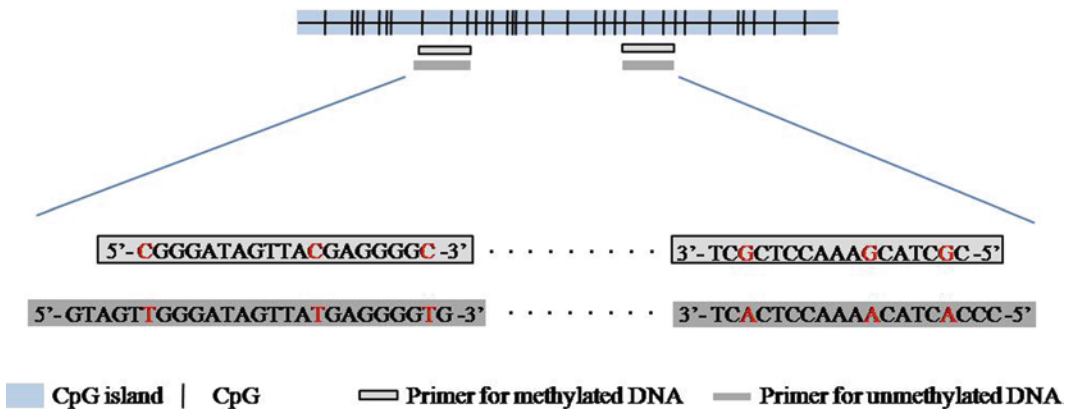 5’- CGGGATAGTTACGAGGGGC -3’ · · · · · · · · · 3’- TCGCTCCAAAGCATCGC -5’
5’- GTAGTTGGGATAGTTATGAGGGGTG -3’ · · · · · · · · · 3’- TCACTCCAAAACATCACCC -5’
CpG island | CpG Primer for methylated DNA Primer for unmethylated DNA